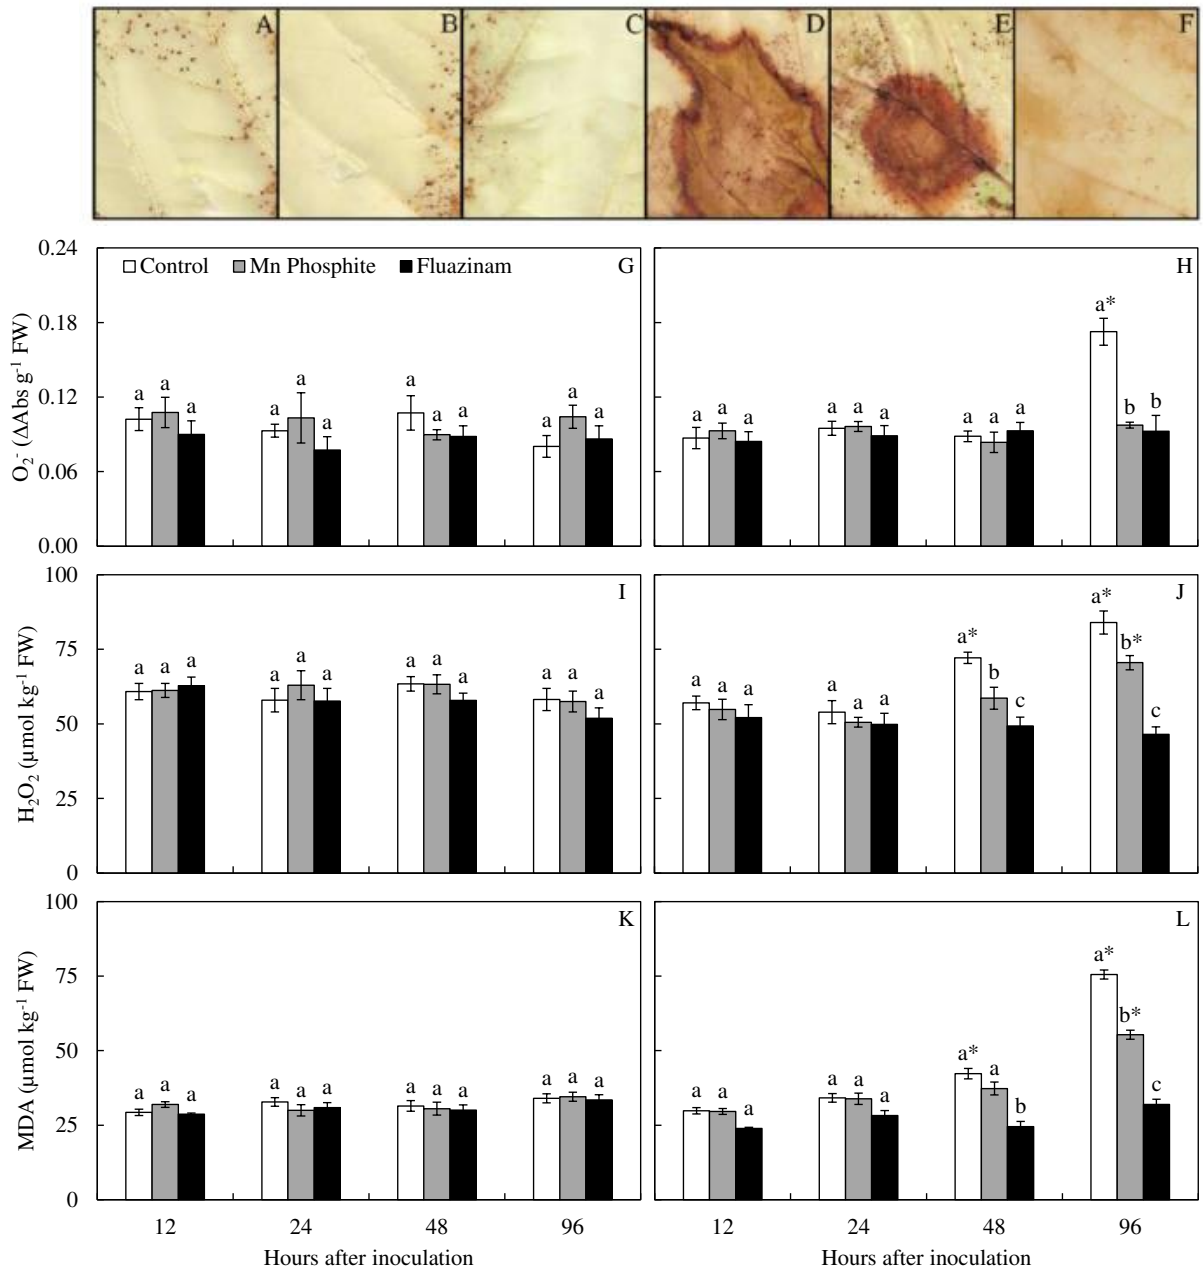 A B C D E F
O₂⁻ (ΔAbs g⁻¹ FW)
0.24
0.18
0.12
0.06
0.00
Control Mn Phosphite Fluazinam G
a a a a a a a a a a a a
H
a a a a a a a a a a* b b
H₂O₂ (µmol kg⁻¹ FW)
100
75
50
25
0
I
a a a a a a a a a a a a
J
a a a a a a a* b c a* b* c
MDA (µmol kg⁻¹ FW)
100
75
50
25
0
K
a a a a a a a a a a a a
L
a a a a a a a* a b a* b* c
12 24 48 96
Hours after inoculation
12 24 48 96
Hours after inoculation